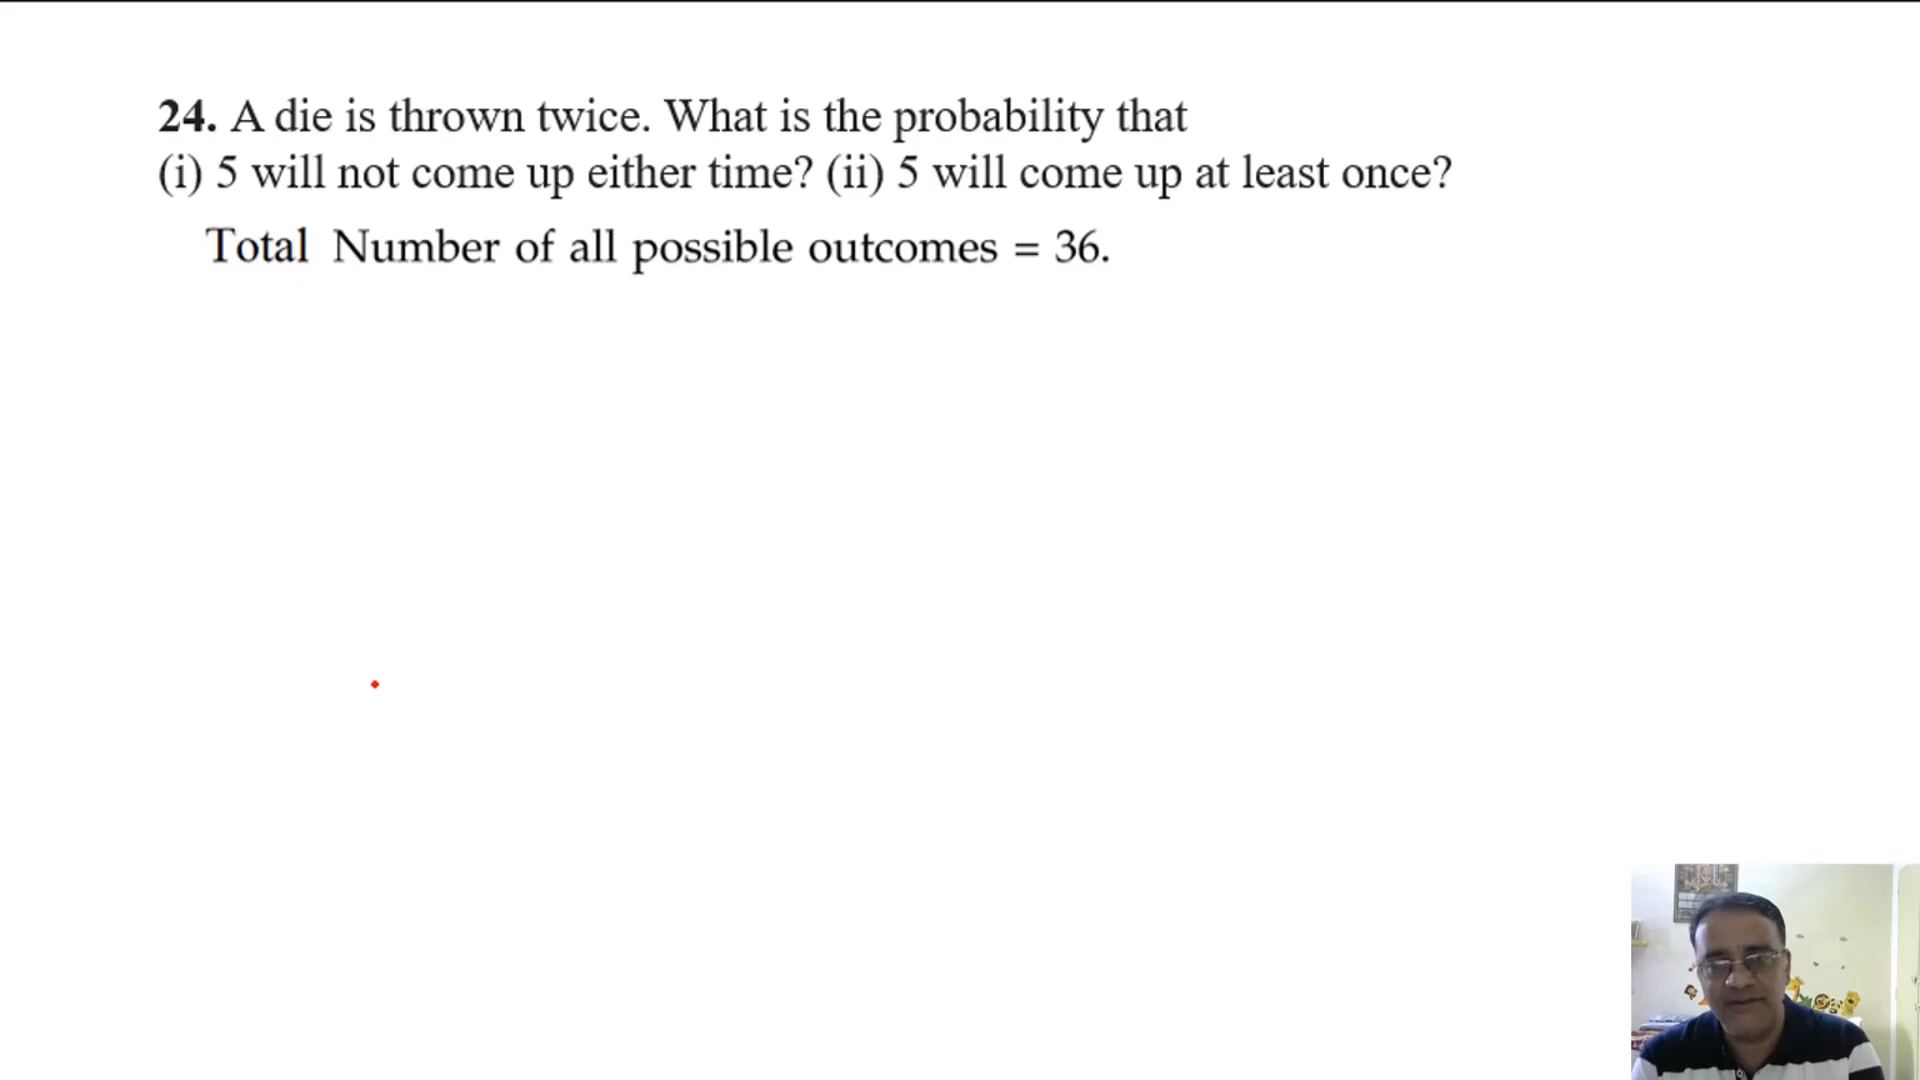 24. A die is thrown twice. What is the probability that
(i) 5 will not come up either time? (ii) 5 will come up at least once?
Total Number of all possible outcomes = 36.